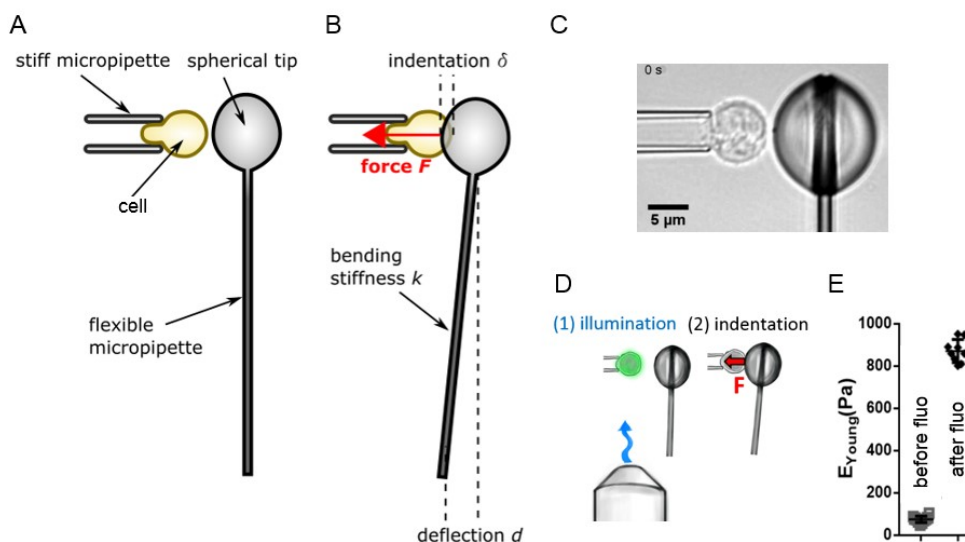 A
B
C
stiff micropipette
spherical tip
cell
flexible
micropipette
indentation δ
force F
bending
stiffness k
deflection d
0 s
5 µm
D
(1) illumination
(2) indentation
F
E
E Young (Pa)
1000
800
600
400
200
0
before fluo
after fluo